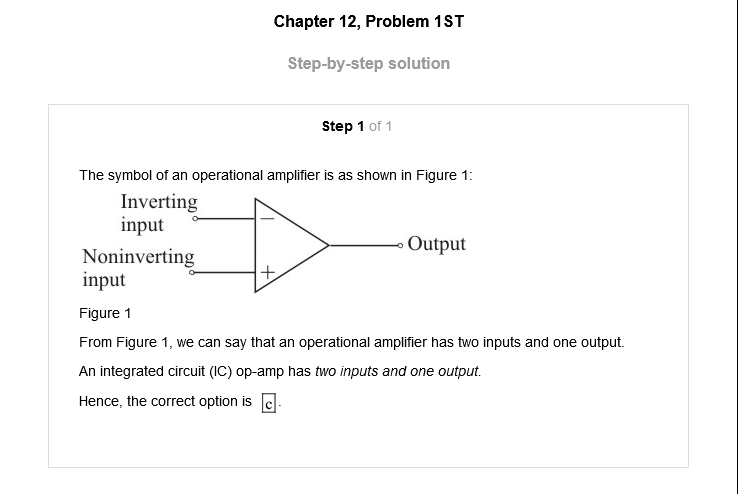 Chapter 12, Problem 1ST
Step-by-step solution
Step 1 of 1
The symbol of an operational amplifier is as shown in Figure 1:
Inverting
input
−
Noninverting
input
+
Output
Figure 1
From Figure 1, we can say that an operational amplifier has two inputs and one output.
An integrated circuit (IC) op-amp has two inputs and one output.
Hence, the correct option is c.